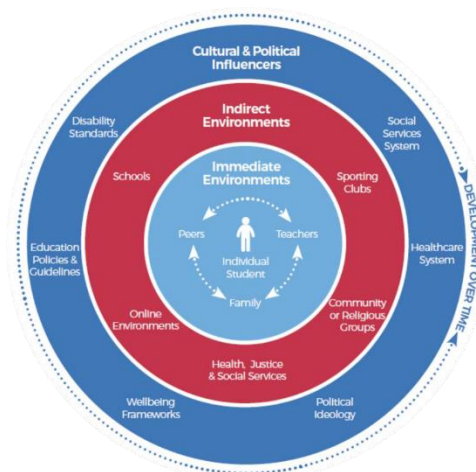 Cultural & Political
Influencers
Disability
Standards
Social
Services
System
Indirect
Environments
Schools
Sporting
Clubs
Immediate
Environments
Peers
Teachers
Individual
Student
Family
Education
Policies &
Guidelines
Healthcare
System
DEVELOPMENT OVER TIME
Online
Environments
Community
or Religious
Groups
Health, Justice
& Social Services
Wellbeing
Frameworks
Political
Ideology